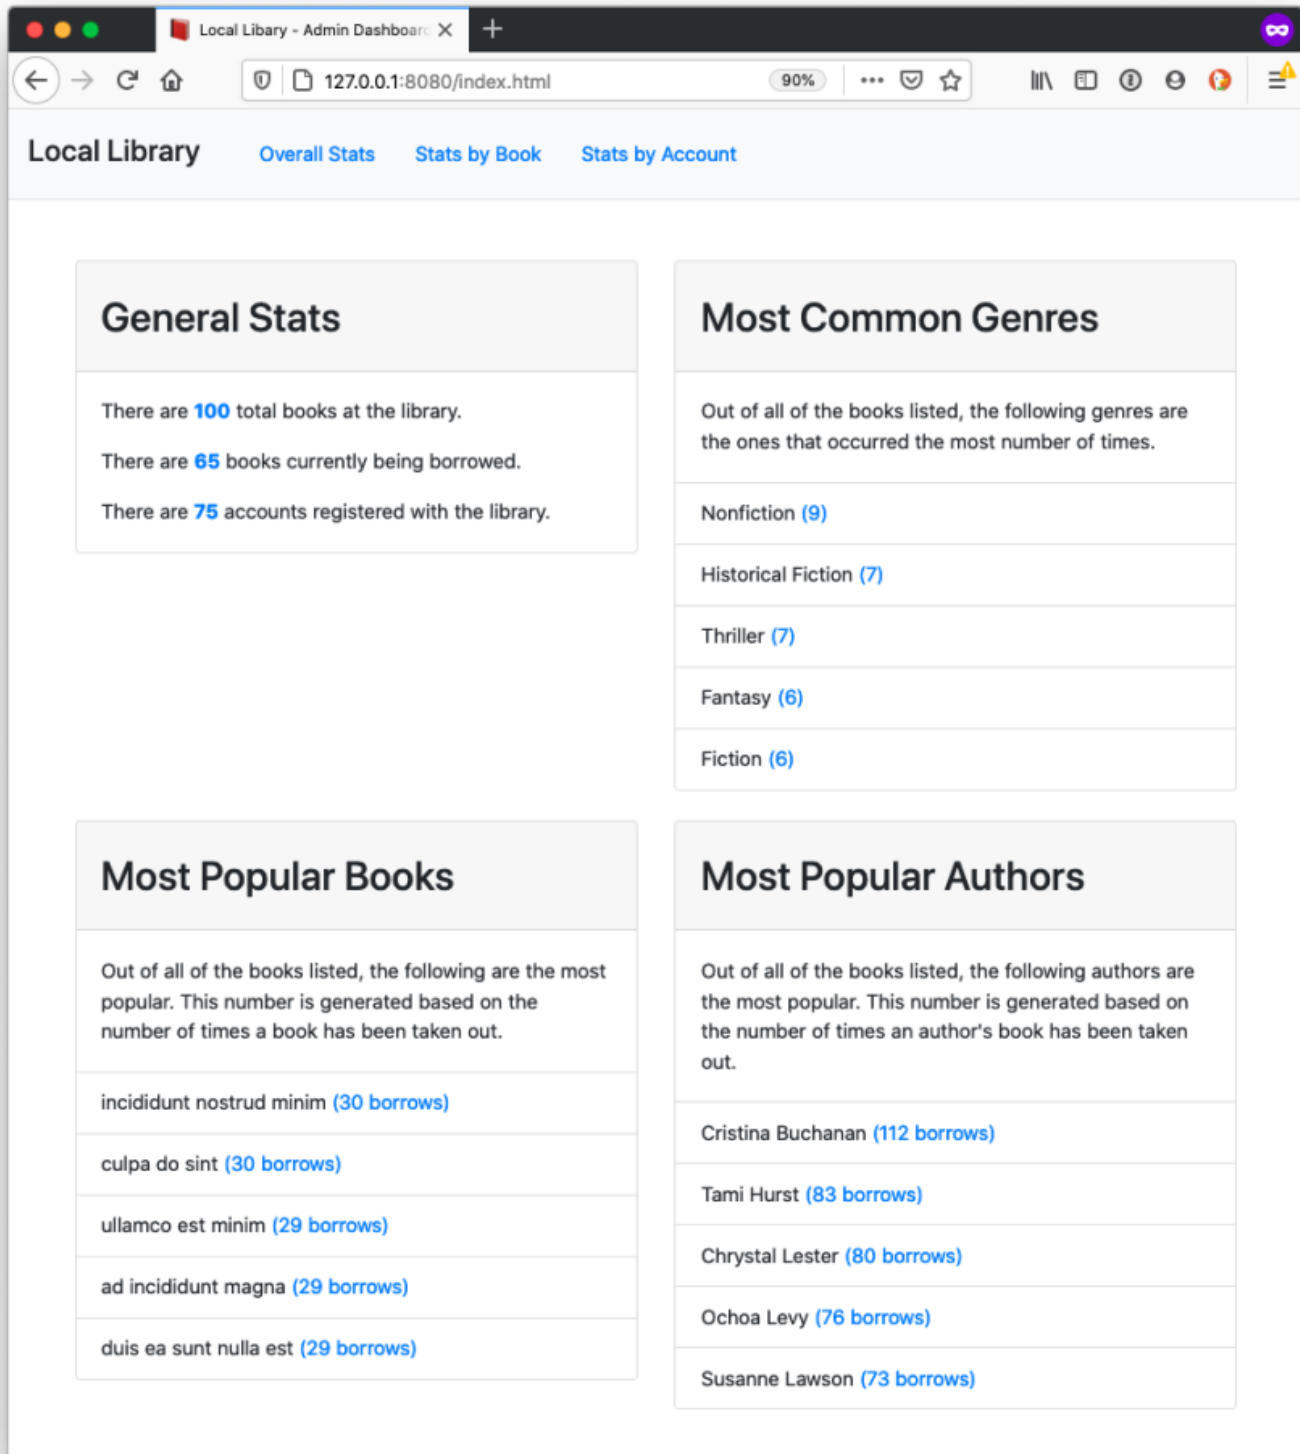 Local Libary - Admin Dashboard
127.0.0.1:8080/index.html
90%
Local Library
Overall Stats
Stats by Book
Stats by Account
General Stats
There are 100 total books at the library.
There are 65 books currently being borrowed.
There are 75 accounts registered with the library.
Most Common Genres
Out of all of the books listed, the following genres are
the ones that occurred the most number of times.
Nonfiction (9)
Historical Fiction (7)
Thriller (7)
Fantasy (6)
Fiction (6)
Most Popular Books
Out of all of the books listed, the following are the most
popular. This number is generated based on the
number of times a book has been taken out.
incididunt nostrud minim (30 borrows)
culpa do sint (30 borrows)
ullamco est minim (29 borrows)
ad incididunt magna (29 borrows)
duis ea sunt nulla est (29 borrows)
Most Popular Authors
Out of all of the books listed, the following authors are
the most popular. This number is generated based on
the number of times an author's book has been taken
out.
Cristina Buchanan (112 borrows)
Tami Hurst (83 borrows)
Chrystal Lester (80 borrows)
Ochoa Levy (76 borrows)
Susanne Lawson (73 borrows)